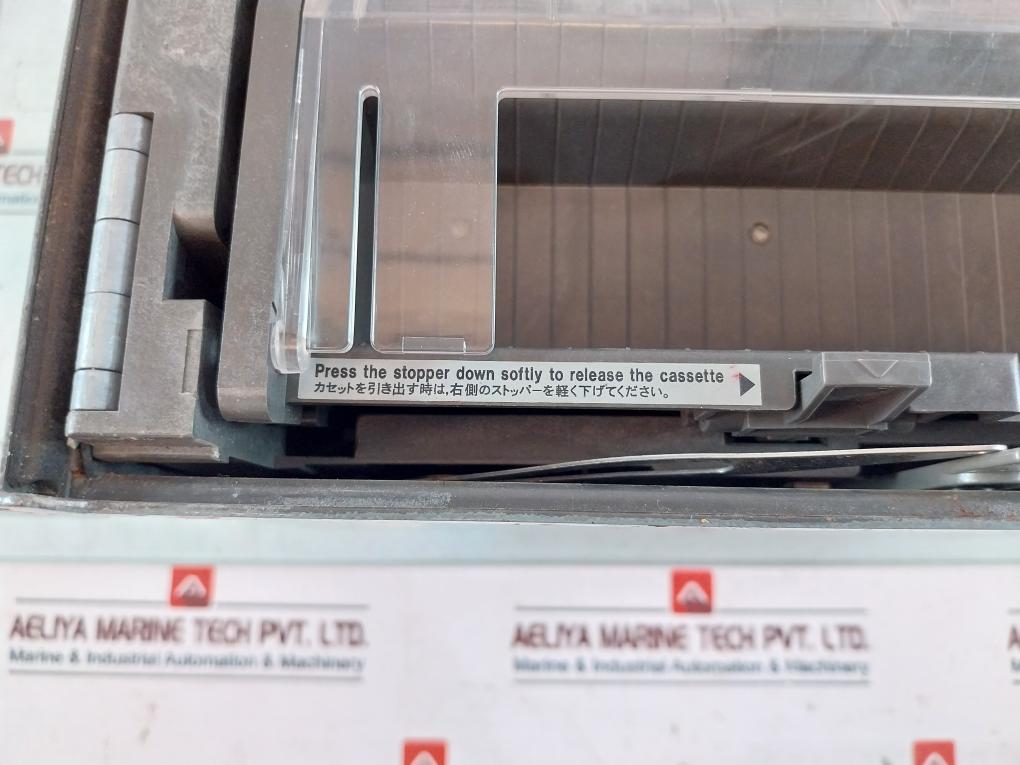 TECH
Press the stopper down softly to release the cassette
カセットを引き出す時は,右側のストッパーを軽く下げてください。
AELIYA MARINE TECH PVT. LTD.
Marine & Industrial Automation & Machinery
AELIYA MARINE TECH PVT. LTD.
Marine & Industrial Automation & Machinery